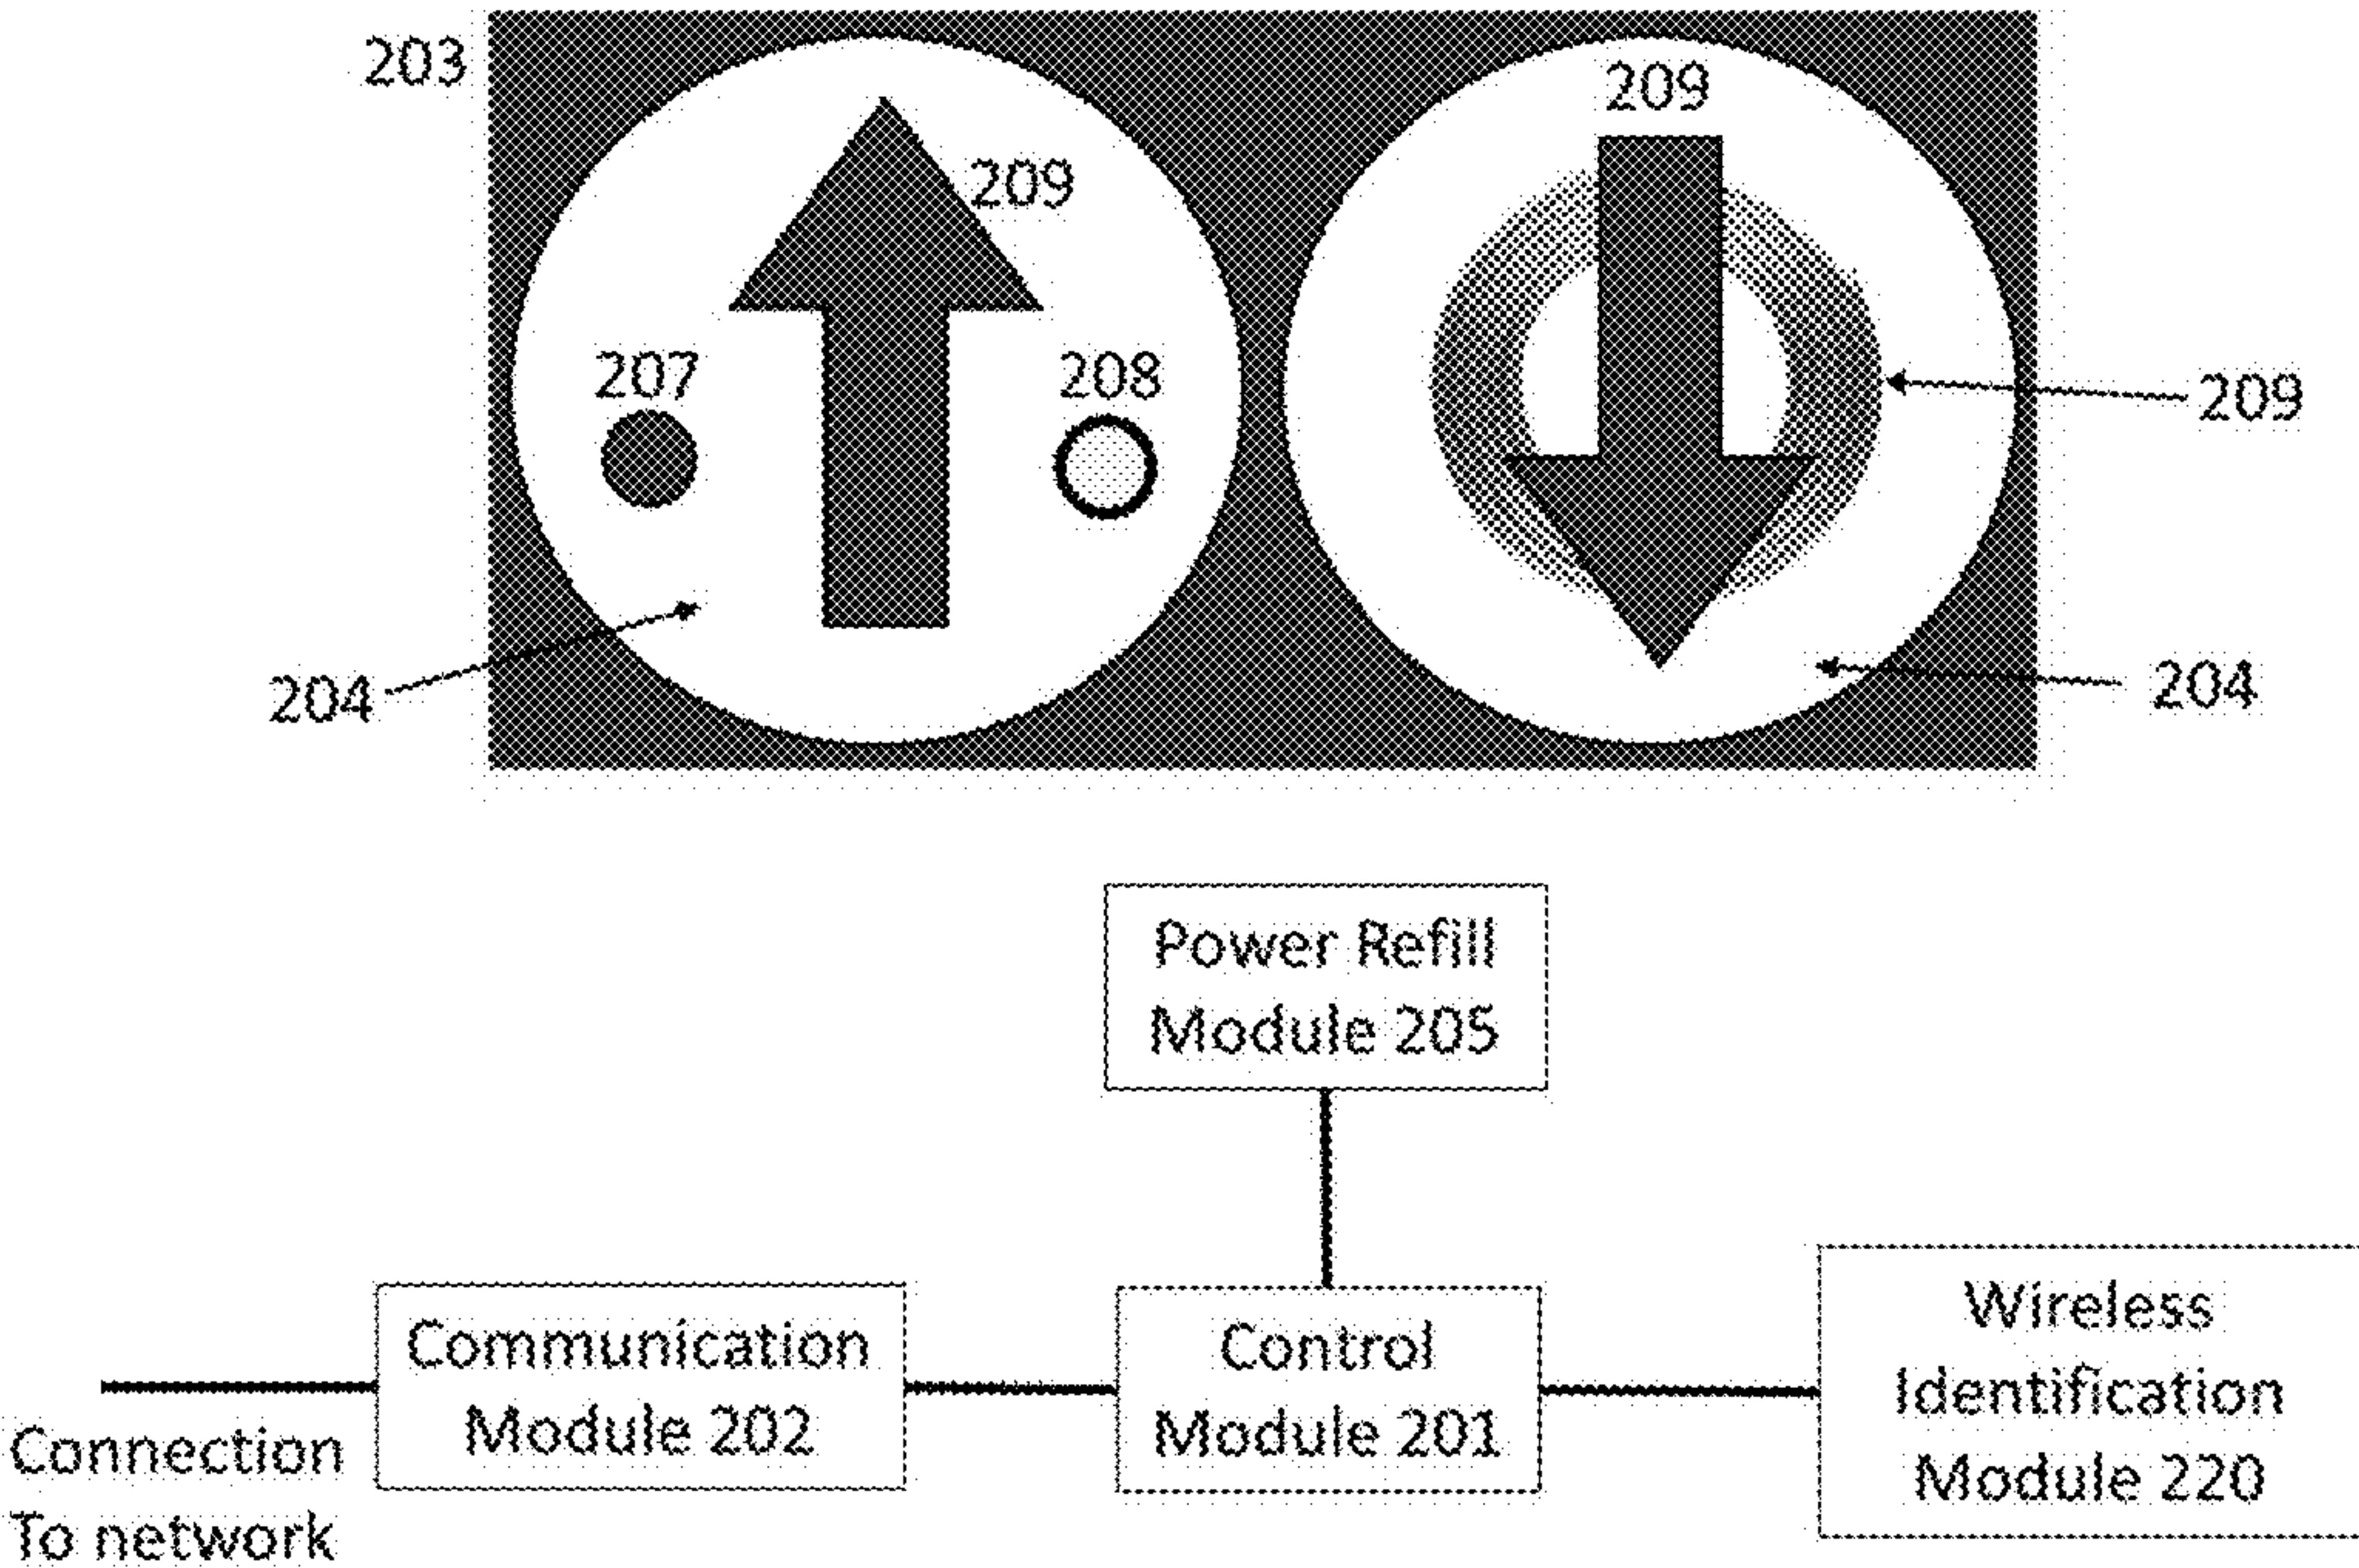 203
209
209
207
208
209
204
204
Power Refill
Module 205
Communication
Module 202
Control
Module 201
Wireless
Identification
Module 220
Connection
To network